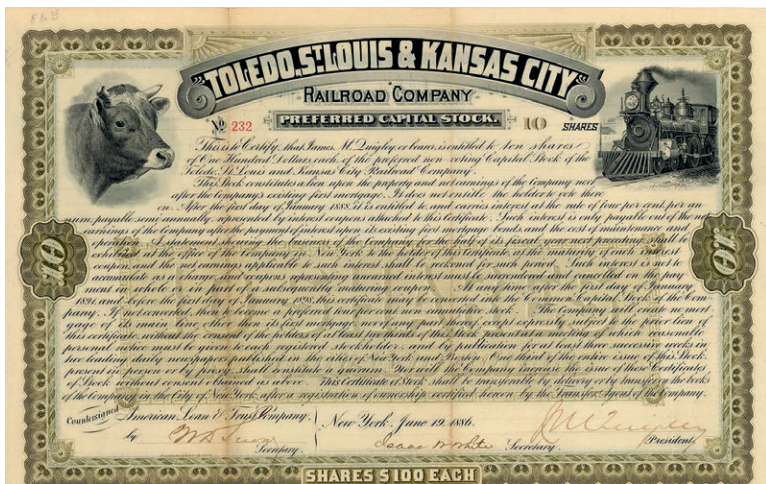 TOLEDO, ST. LOUIS & KANSAS CITY
RAILROAD COMPANY
PREFERRED CAPITAL STOCK.
No 232
10 SHARES
This is to Certify, that James M. Quigley or bearer, is entitled to ten shares
of One Hundred Dollars each, of the preferred non-voting Capital Stock of the
Toledo, St. Louis and Kansas City Railroad Company.
This Stock constitutes a lien upon the property and net earnings of the Company next
after the Company's existing first mortgage. It does not entitle the holder to vote there
on. After the first day of January 1888, it is entitled to, and carries interest at the rate of four per cent, per an
num, payable semi-annually, represented by interest coupons attached to this Certificate. Such interest is only payable out of the net
earnings of the Company after the payment of interest upon its existing first mortgage bonds and the cost of maintenance and
operation. A statement showing the business of the Company for the half of its fiscal year next preceding, shall be
exhibited at the office of the Company in New York to the holder of this Certificate, at the maturity of each interest
coupon, and the net earnings applicable to such interest shall be reckoned for such period. Such interest is not to
accumulate as a charge, and coupons representing unearned interest must be surrendered and cancelled on the pay
ment in whole or in part of a subsequently maturing coupon. At any time after the first day of January
1891, and before the first day of January, 1895, this certificate may be converted into the Common Capital Stock of the Com
pany. If not converted, then to become a preferred four per cent non cumulative stock. The Company will create no mort
gage of its main line other than its first mortgage, or of any part thereof, except expressly subject to the prior lien of
this certificate, without the consent of the holders of at least two thirds of this Stock present at a meeting of which reasonable
personal notice must be given to each registered stockholder, and by publication for at least three successive weeks in
two leading daily newspapers published in the cities of New York and Boston. One third of the entire issue of this Stock,
present in person or by proxy, shall constitute a quorum. Nor will the Company increase the issue of these Certificates
of Stock without consent obtained as above. This Certificate of Stock shall be transferable by delivery or by transfer on the books
of the Company in the City of New York, after a registration of ownership certified hereon by the Transfer Agent of the Company.
Countersigned
American Loan & Trust Company.
New York, June 19, 1886.
by
Secretary.
Isaac W. White Secretary
J M Quigley President
10
10
SHARES $100 EACH